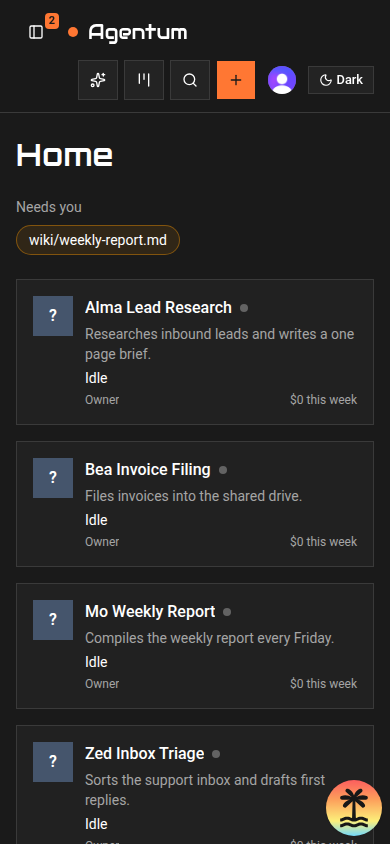 2
Agentum
Dark
Home
Needs you
wiki/weekly-report.md
?
Alma Lead Research
Researches inbound leads and writes a one
page brief.
Idle
Owner $0 this week
?
Bea Invoice Filing
Files invoices into the shared drive.
Idle
Owner $0 this week
?
Mo Weekly Report
Compiles the weekly report every Friday.
Idle
Owner $0 this week
?
Zed Inbox Triage
Sorts the support inbox and drafts first
replies.
Idle